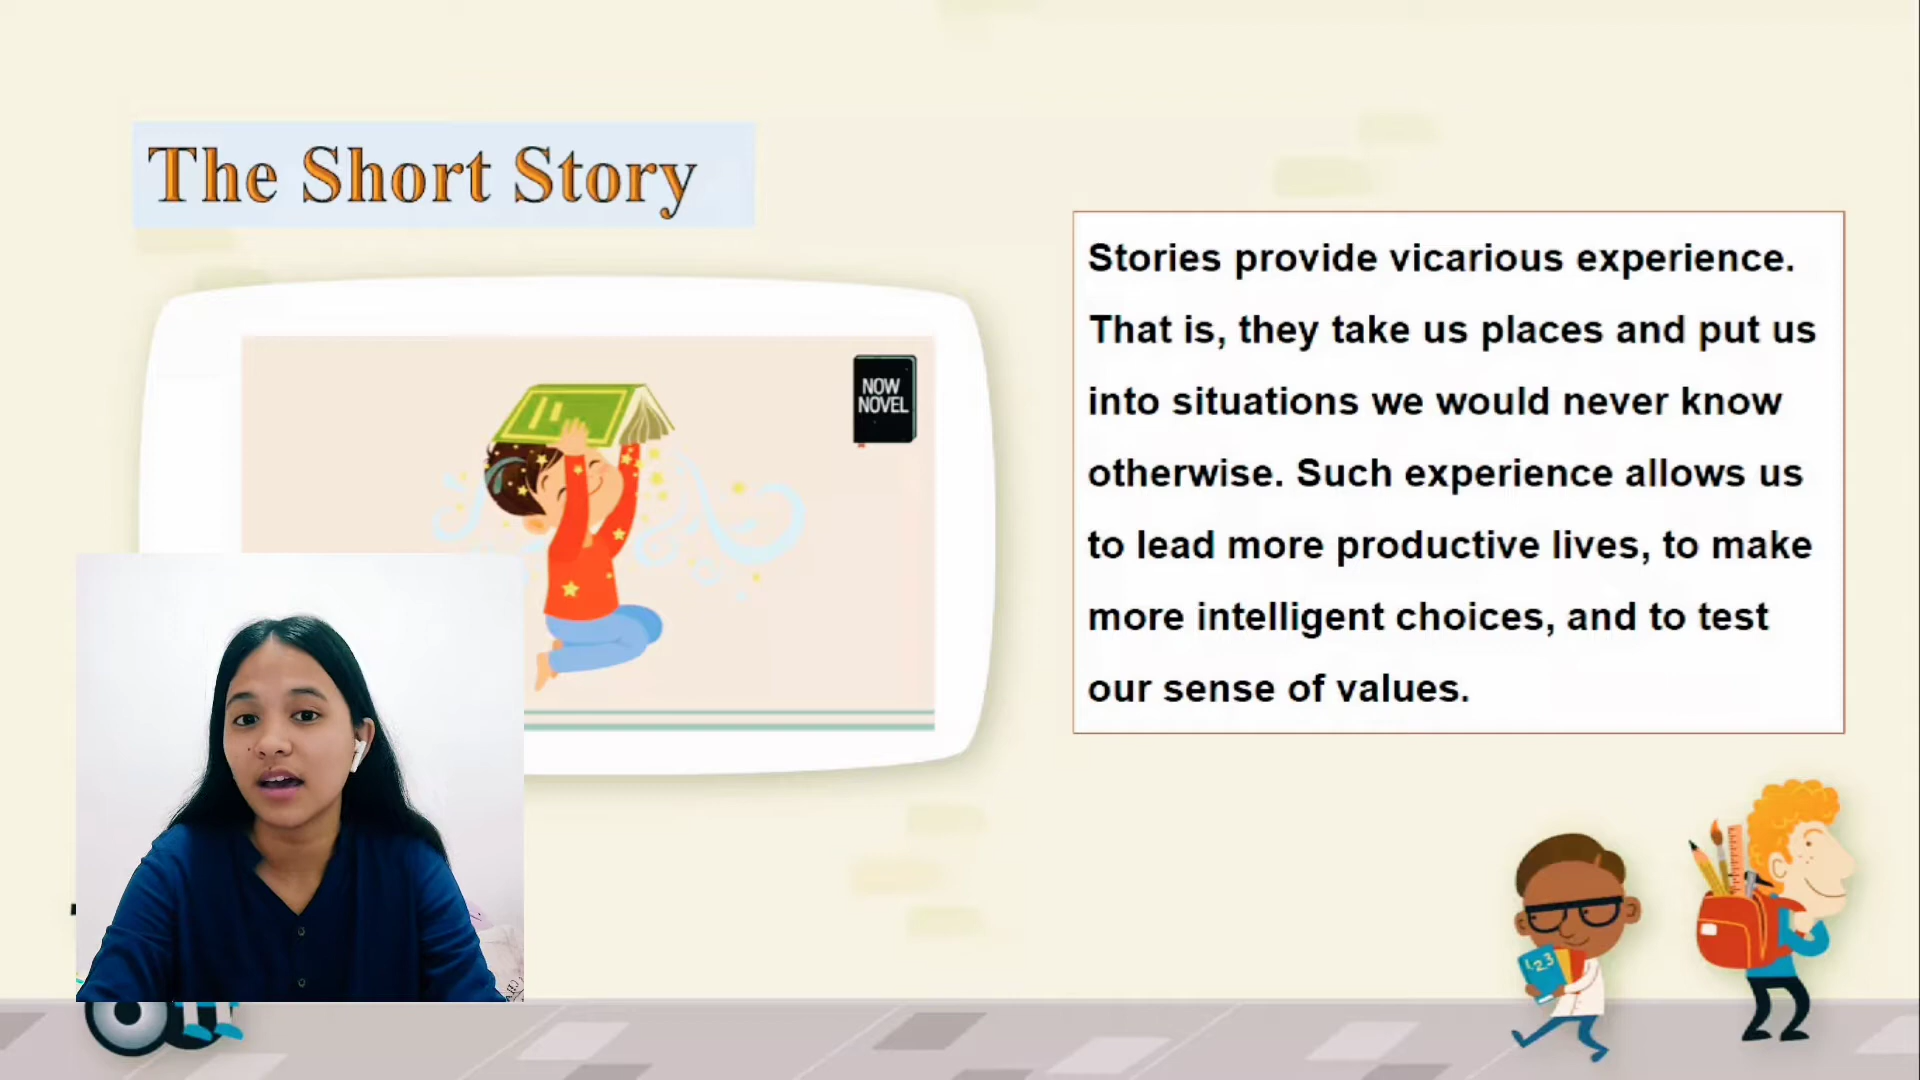 The Short Story
NOW
NOVEL
Stories provide vicarious experience.
That is, they take us places and put us
into situations we would never know
otherwise. Such experience allows us
to lead more productive lives, to make
more intelligent choices, and to test
our sense of values.
123